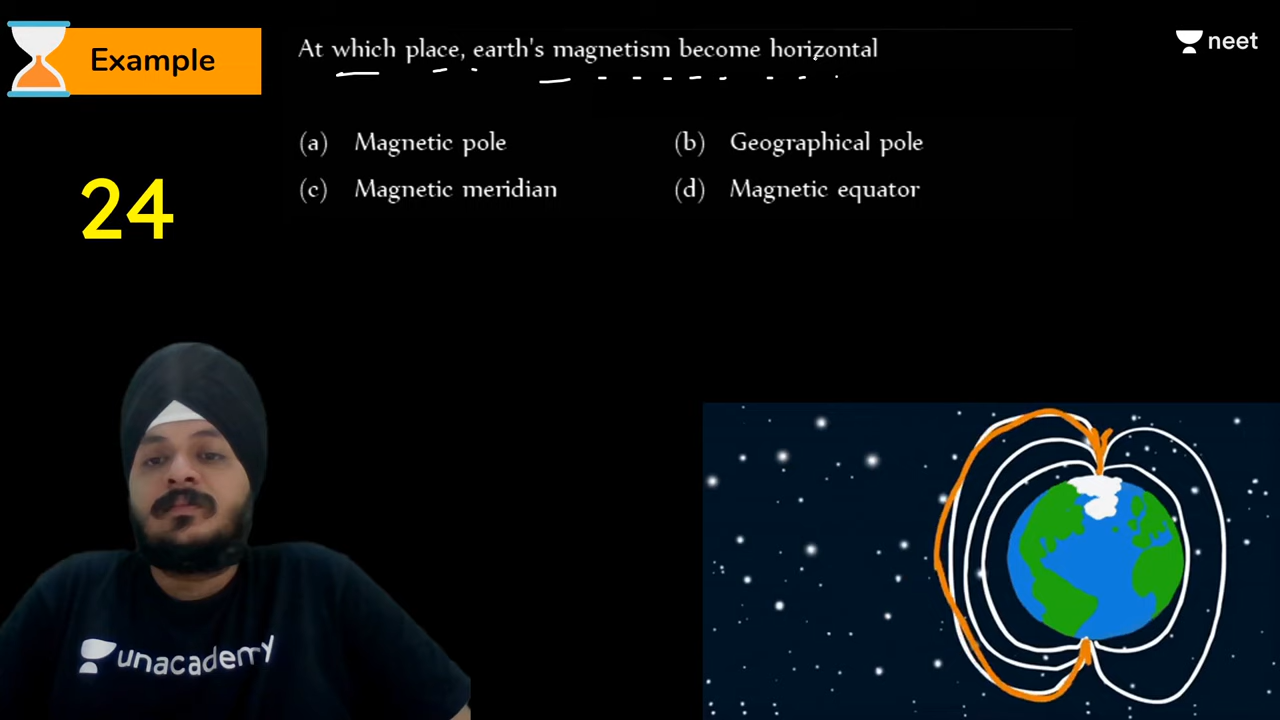 Example
At which place, earth's magnetism become horizontal
neet
(a) Magnetic pole
(b) Geographical pole
(c) Magnetic meridian
(d) Magnetic equator
24
unacademy